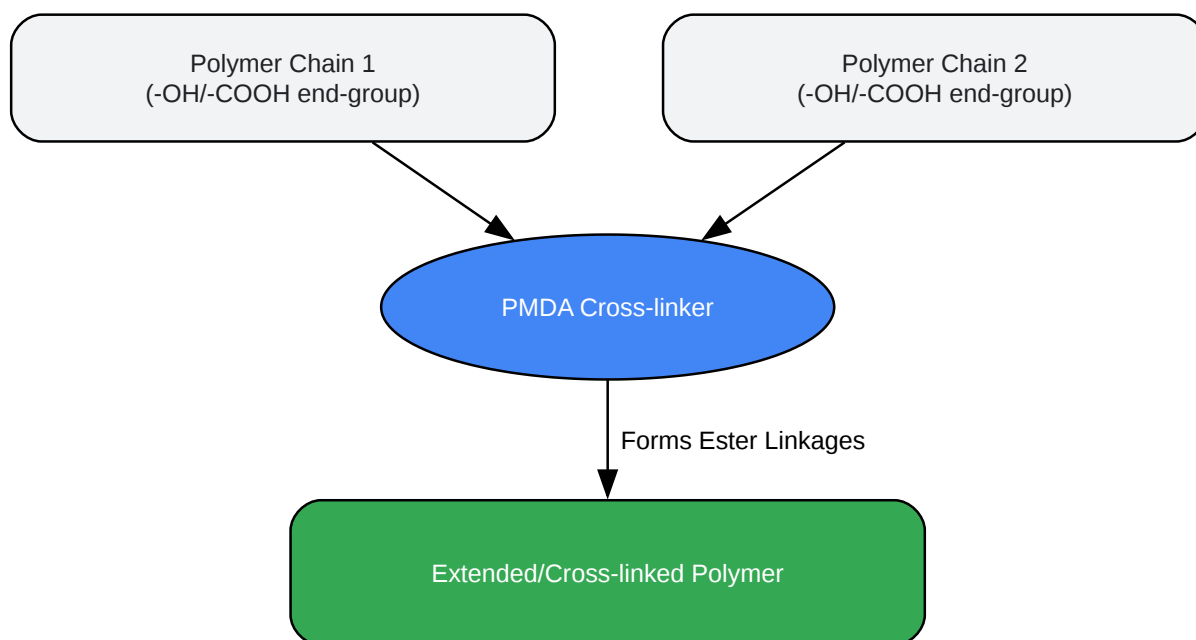 Polymer Chain 1
(-OH/-COOH end-group)
Polymer Chain 2
(-OH/-COOH end-group)
PMDA Cross-linker
Forms Ester Linkages
Extended/Cross-linked Polymer